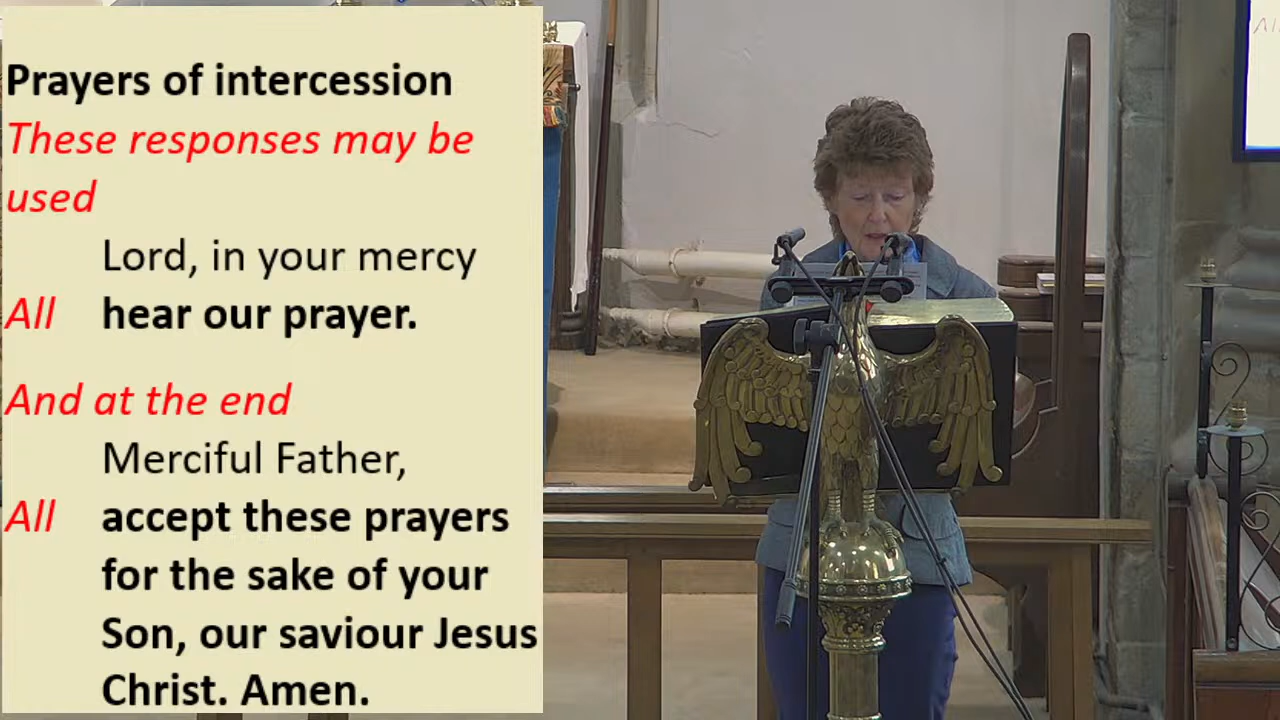 Prayers of intercession
These responses may be
used
Lord, in your mercy
All hear our prayer.
And at the end
Merciful Father,
All accept these prayers
for the sake of your
Son, our saviour Jesus
Christ. Amen.